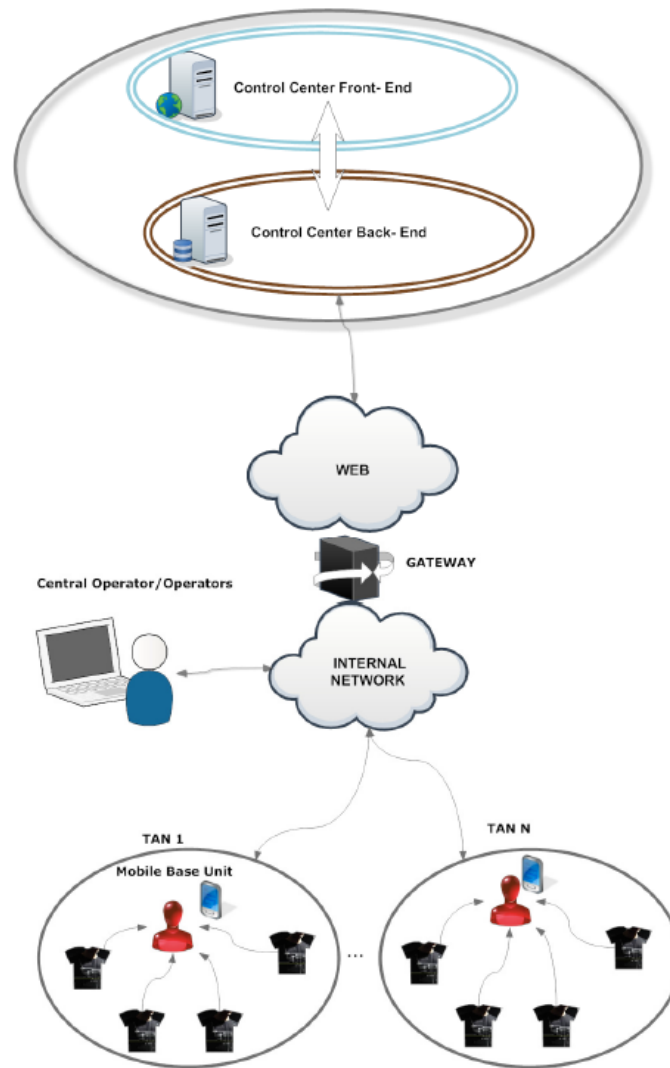 Control Center Front- End
Control Center Back- End
WEB
GATEWAY
Central Operator/Operators
INTERNAL
NETWORK
TAN 1
TAN N
Mobile Base Unit
...